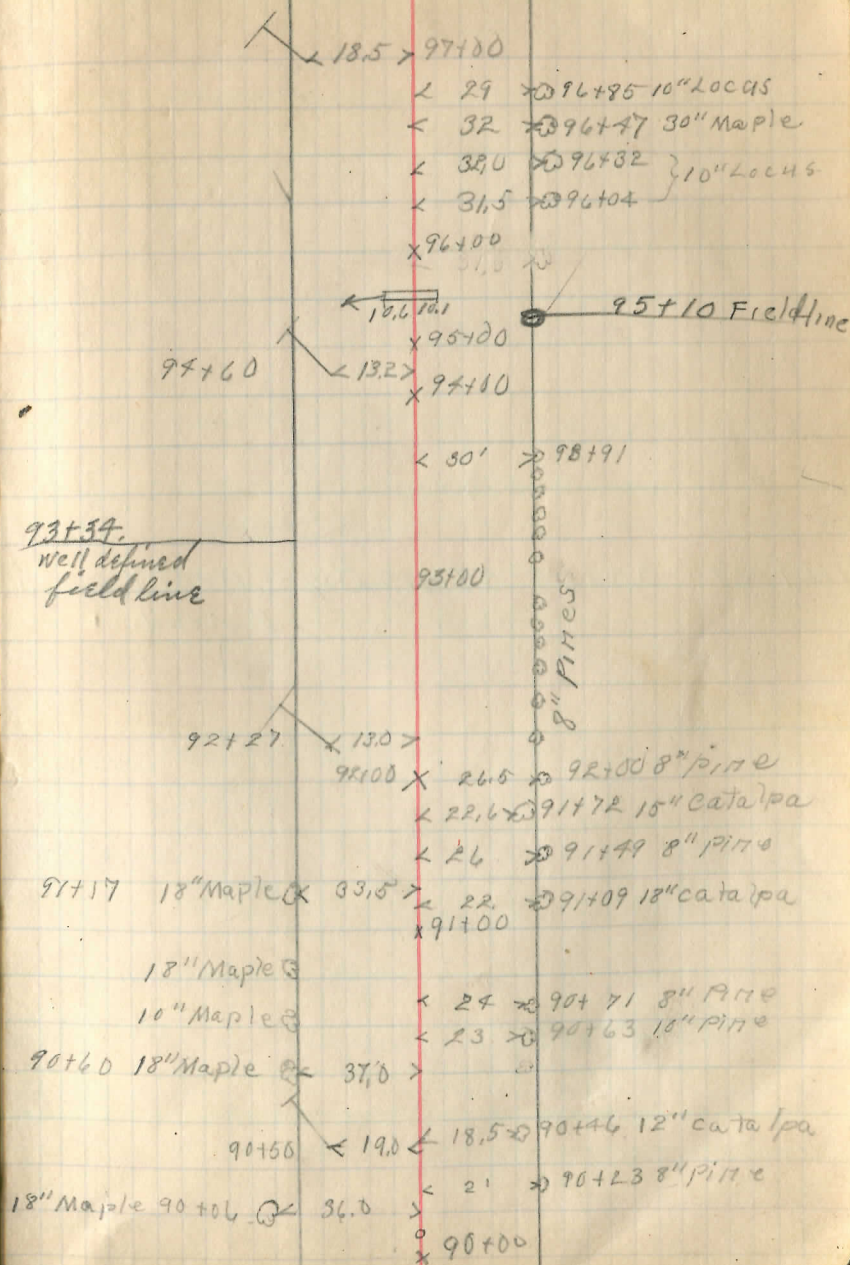 18.5 97+00
29 96+85 10" Locus
32 96+47 30" Maple
32,0 96+32
10" Locus
31,5 96+04
96+00
31,5
10,6 10,1
95+10 Fieldline
95+00
94+60 13.2
94+00
30' 93+91
93+34.
well defined
field line
93+00
8" Pines
92+27 13.0
92+00 26.5 92+00 8" pine
22,6 91+72 15" Catalpa
26 91+49 8" pine
91+17 18" Maple 33,5
22. 91+09 18" catalpa
91+00
18" Maple
24 90+71 8" Pine
10" Maple
23 90+63 10" Pine
90+60 18" Maple 37,0
18,5 90+46 12" catalpa
90+50 19.0
21 90+23 8" Pine
18" Maple 90+06 36.0
90+00